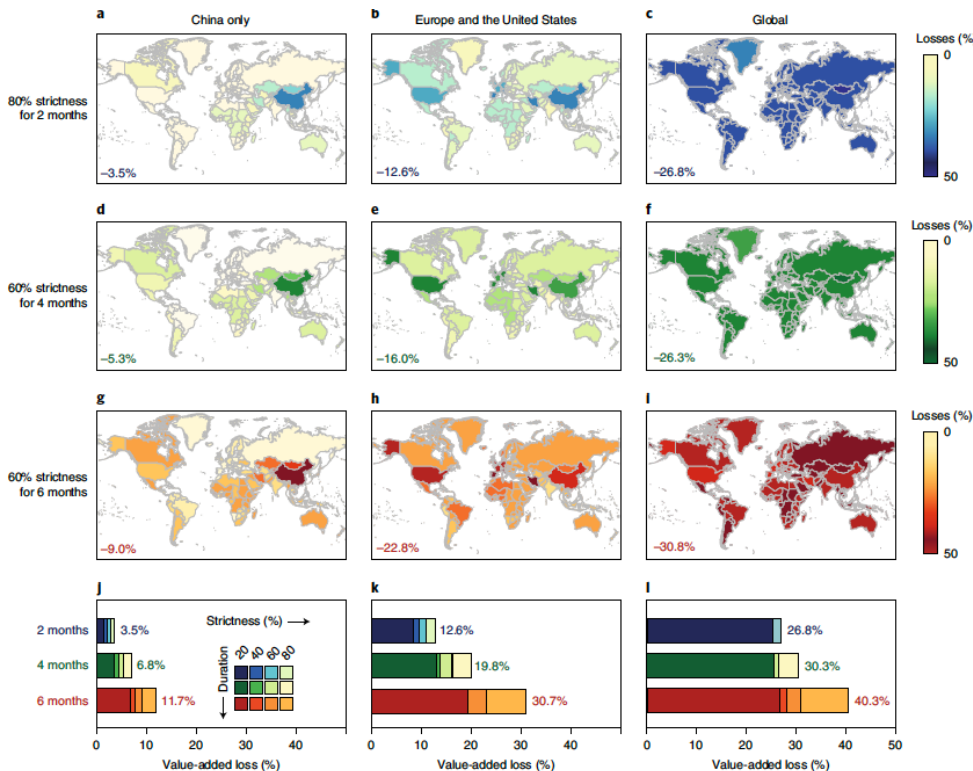 a China only
b Europe and the United States
c Global
80% strictness
for 2 months
–3.5%
–12.6%
–26.8%
Losses (%
0
50
d
e
f
60% strictness
for 4 months
–5.3%
–16.0%
–26.3%
Losses (%)
0
50
g
h
i
60% strictness
for 6 months
–9.0%
–22.8%
–30.8%
Losses (%)
0
50
j
k
l
2 months
4 months
6 months
3.5%
6.8%
11.7%
Strictness (%)
20 40 60 80
Duration
12.6%
19.8%
30.7%
26.8%
30.3%
40.3%
0 10 20 30 40
0 10 20 30 40
0 10 20 30 40 50
Value-added loss (%)
Value-added loss (%)
Value-added loss (%)